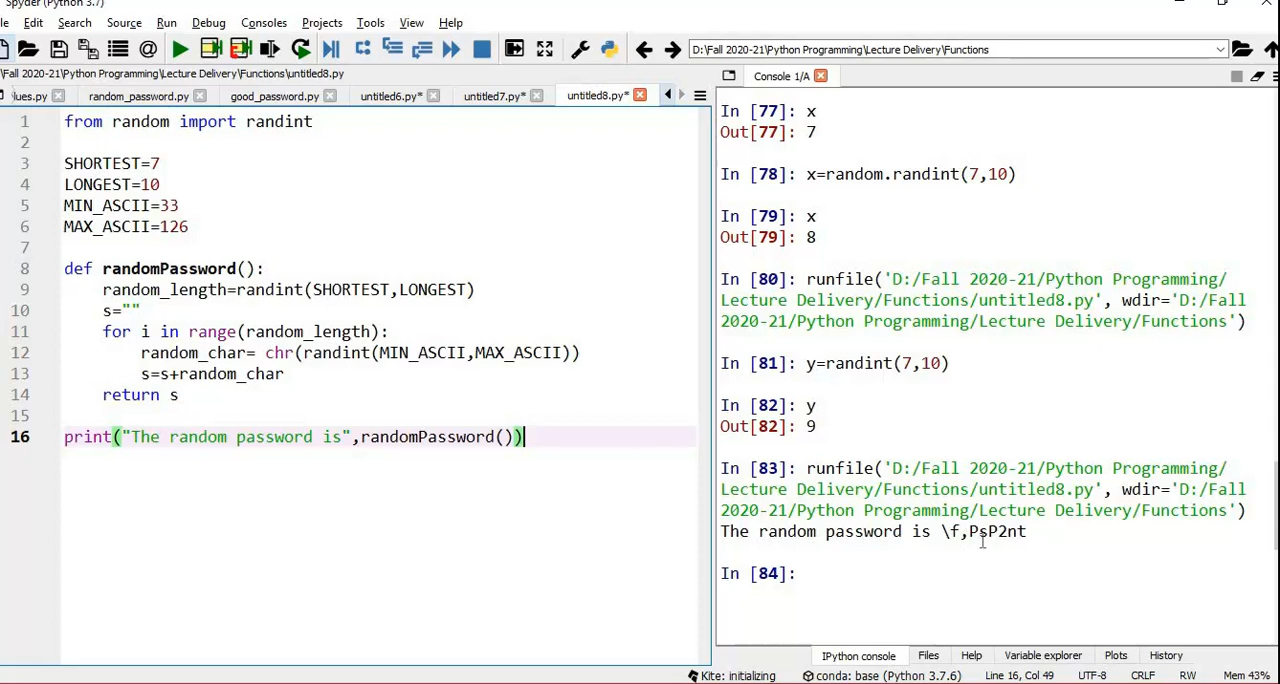 Spyder (Python 3.7)
le Edit Search Source Run Debug Consoles Projects Tools View Help
D:\Fall 2020-21\Python Programming\Lecture Delivery\Functions
\Fall 2020-21\Python Programming\Lecture Delivery\Functions\untitled8.py
lues.py random_password.py good_password.py untitled6.py* untitled7.py* untitled8.py*
1 from random import randint
2
3 SHORTEST=7
4 LONGEST=10
5 MIN_ASCII=33
6 MAX_ASCII=126
7
8 def randomPassword():
9 random_length=randint(SHORTEST,LONGEST)
10 s=""
11 for i in range(random_length):
12 random_char= chr(randint(MIN_ASCII,MAX_ASCII))
13 s=s+random_char
14 return s
15
16 print("The random password is",randomPassword())
Console 1/A
In [77]: x
Out[77]: 7
In [78]: x=random.randint(7,10)
In [79]: x
Out[79]: 8
In [80]: runfile('D:/Fall 2020-21/Python Programming/
Lecture Delivery/Functions/untitled8.py', wdir='D:/Fall
2020-21/Python Programming/Lecture Delivery/Functions')
In [81]: y=randint(7,10)
In [82]: y
Out[82]: 9
In [83]: runfile('D:/Fall 2020-21/Python Programming/
Lecture Delivery/Functions/untitled8.py', wdir='D:/Fall
2020-21/Python Programming/Lecture Delivery/Functions')
The random password is \f,PsP2nt
In [84]:
IPython console Files Help Variable explorer Plots History
Kite: initializing conda: base (Python 3.7.6) Line 16, Col 49 UTF-8 CRLF RW Mem 43%